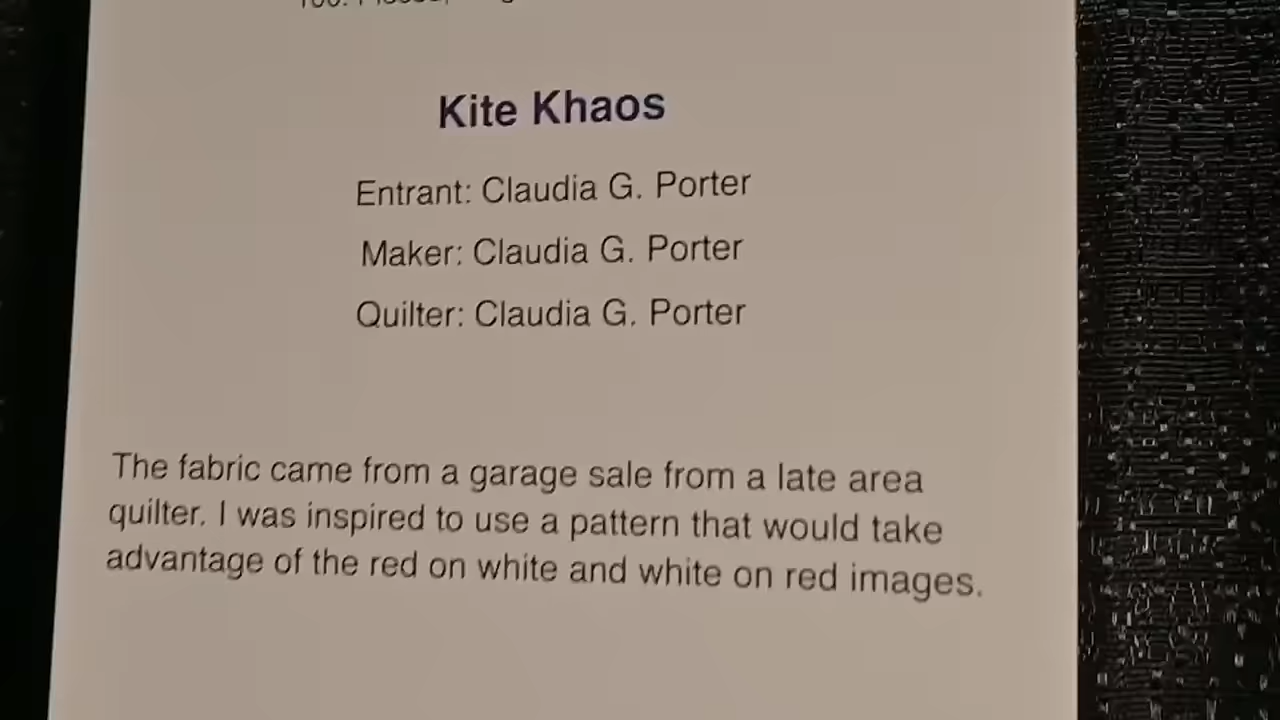 Kite Khaos
Entrant: Claudia G. Porter
Maker: Claudia G. Porter
Quilter: Claudia G. Porter
The fabric came from a garage sale from a late area
quilter. I was inspired to use a pattern that would take
advantage of the red on white and white on red images.